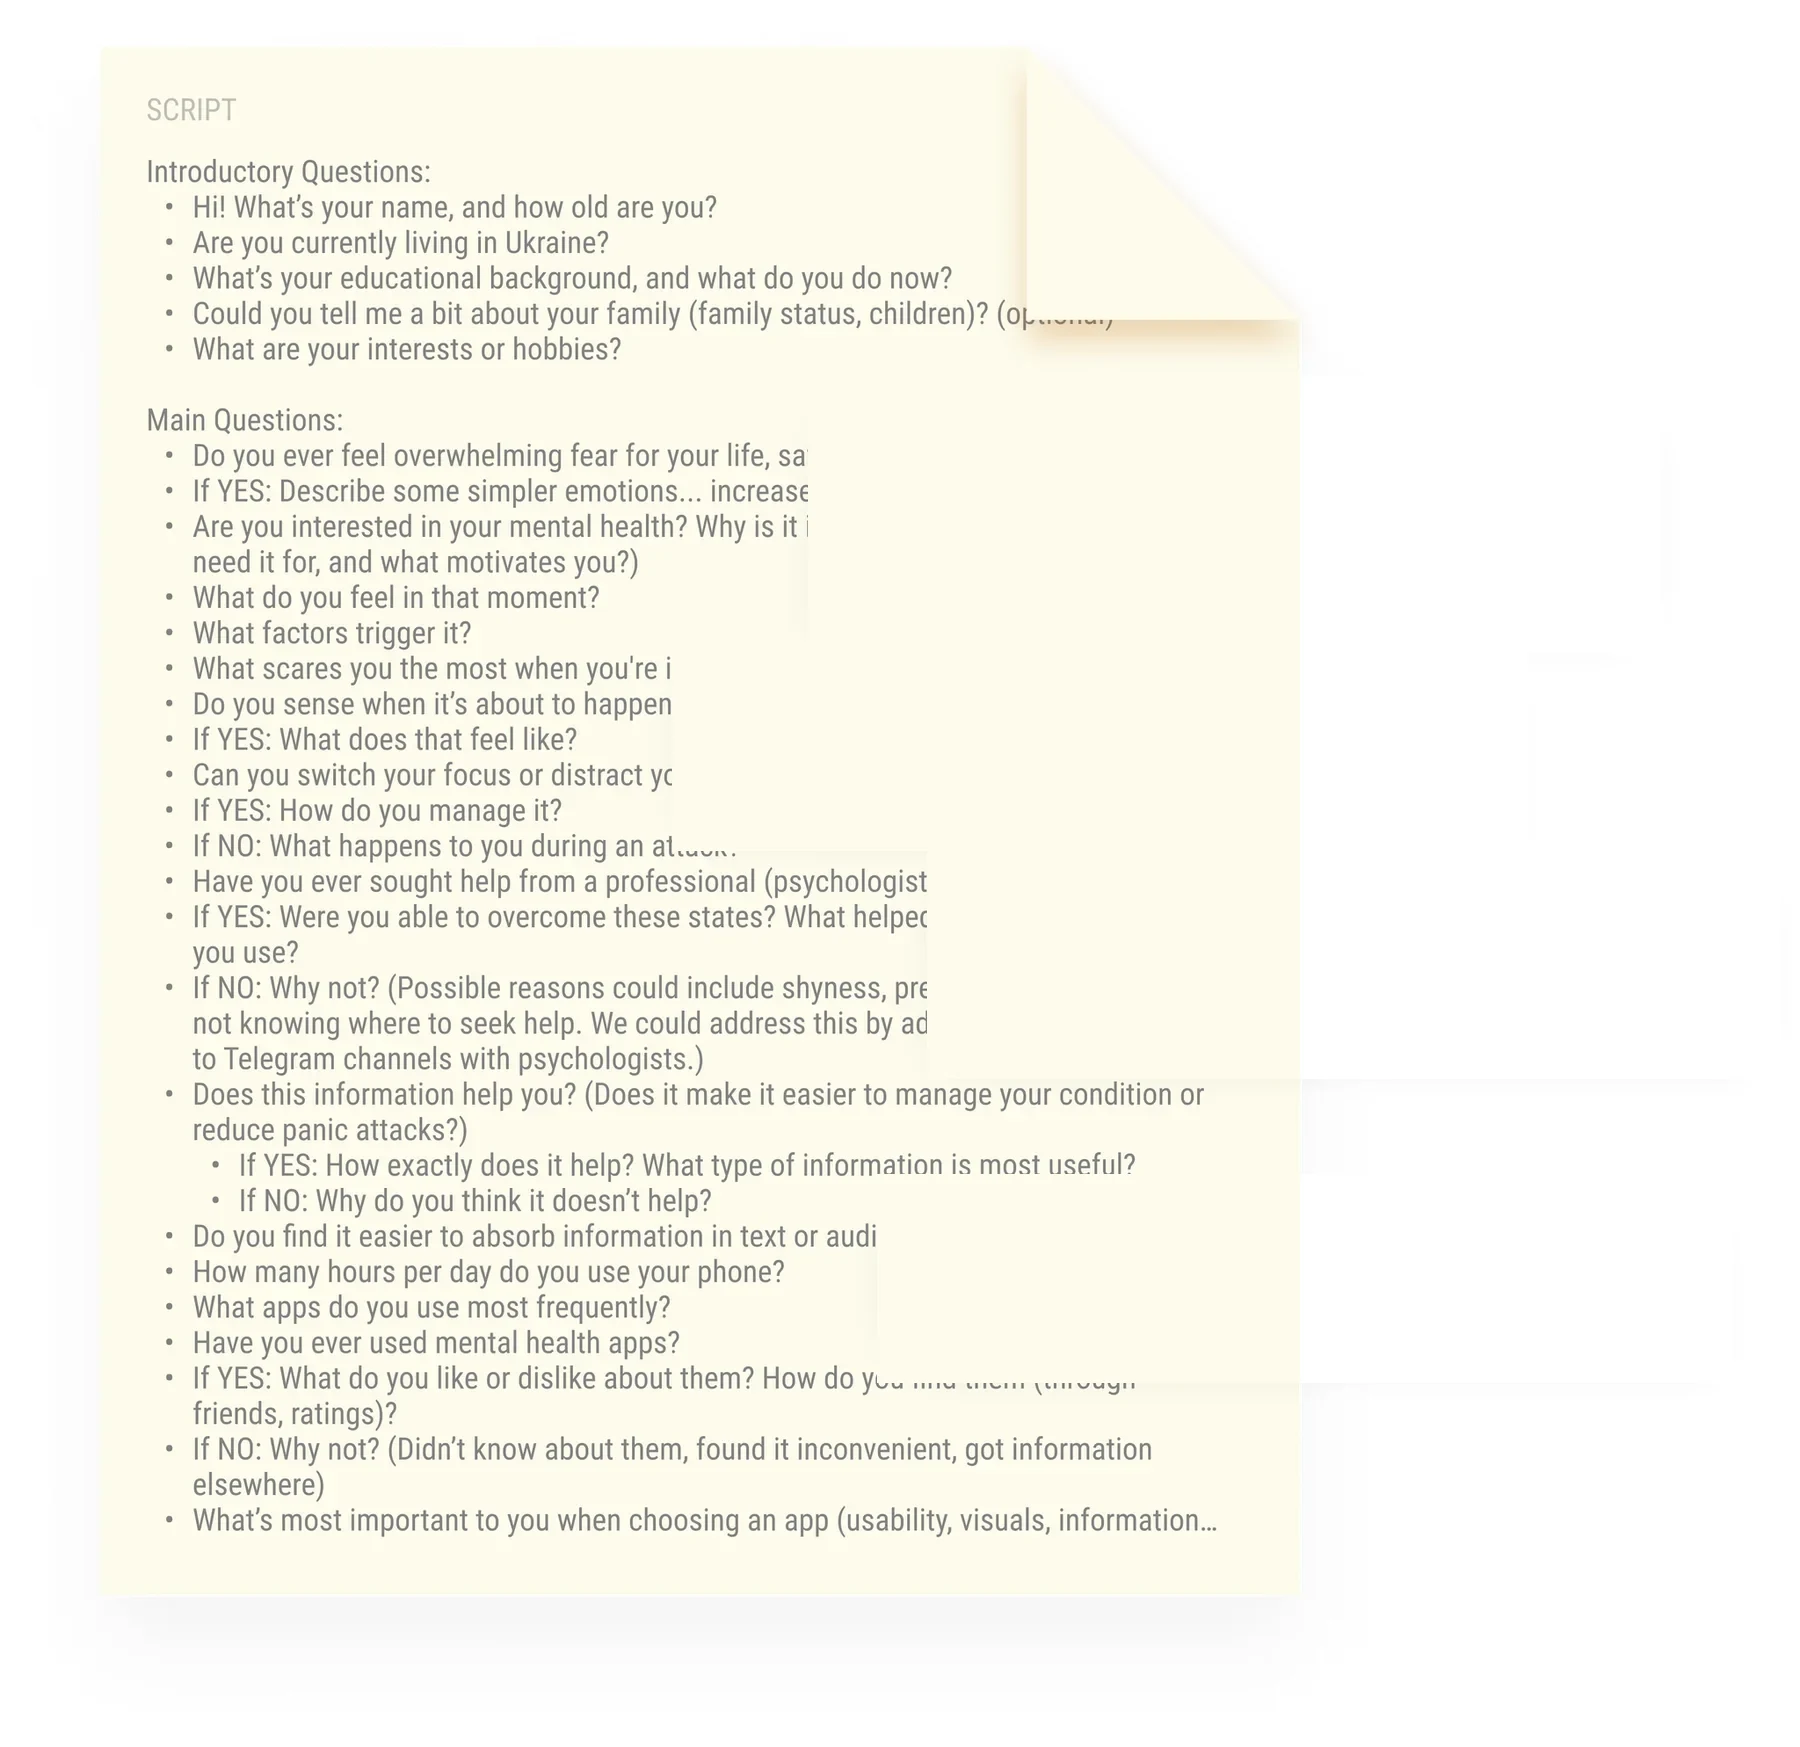 SCRIPT
Introductory Questions:
• Hi! What’s your name, and how old are you?
• Are you currently living in Ukraine?
• What’s your educational background, and what do you do now?
• Could you tell me a bit about your family (family status, children)? (optional)
• What are your interests or hobbies?
Main Questions:
• Do you ever feel overwhelming fear for your life,
• If YES: Describe some simpler emotions... increase
• Are you interested in your mental health? Why is it
need it for, and what motivates you?)
• What do you feel in that moment?
• What factors trigger it?
• What scares you the most when you're
• Do you sense when it’s about to happen
• If YES: What does that feel like?
• Can you switch your focus or distract
• If YES: How do you manage it?
• If NO: What happens to you during an attack?
• Have you ever sought help from a professional (psychologist
• If YES: Were you able to overcome these states? What helped
you use?
• If NO: Why not? (Possible reasons could include shyness,
not knowing where to seek help. We could address this by
to Telegram channels with psychologists.)
• Does this information help you? (Does it make it easier to manage your condition or
reduce panic attacks?)
• If YES: How exactly does it help? What type of information is most useful?
• If NO: Why do you think it doesn’t help?
• Do you find it easier to absorb information in text or
• How many hours per day do you use your phone?
• What apps do you use most frequently?
• Have you ever used mental health apps?
• If YES: What do you like or dislike about them? How do you find them (through
friends, ratings)?
• If NO: Why not? (Didn’t know about them, found it inconvenient, got information
elsewhere)
• What’s most important to you when choosing an app (usability, visuals, information…